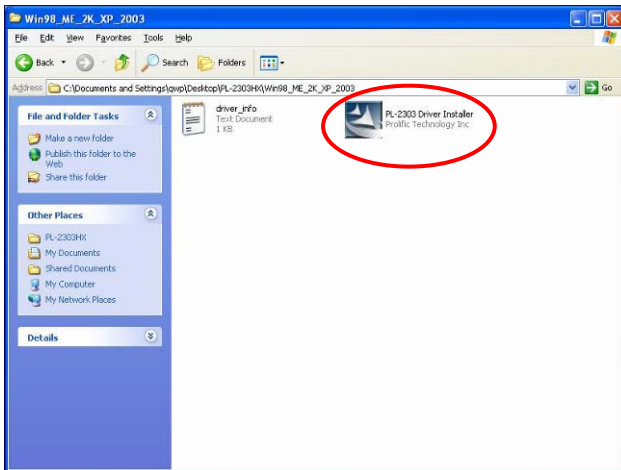 Win98_ME_2K_XP_2003
File Edit View Favorites Tools Help
Back Search Folders
Address C:\Documents and Settings\qwp\Desktop\PL-2303HX\Win98_ME_2K_XP_2003 Go
File and Folder Tasks
Make a new folder
Publish this folder to the
Web
Share this folder
Other Places
PL-2303HX
My Documents
Shared Documents
My Computer
My Network Places
Details
driver_info
Text Document
1 KB
PL-2303 Driver Installer
Prolific Technology Inc